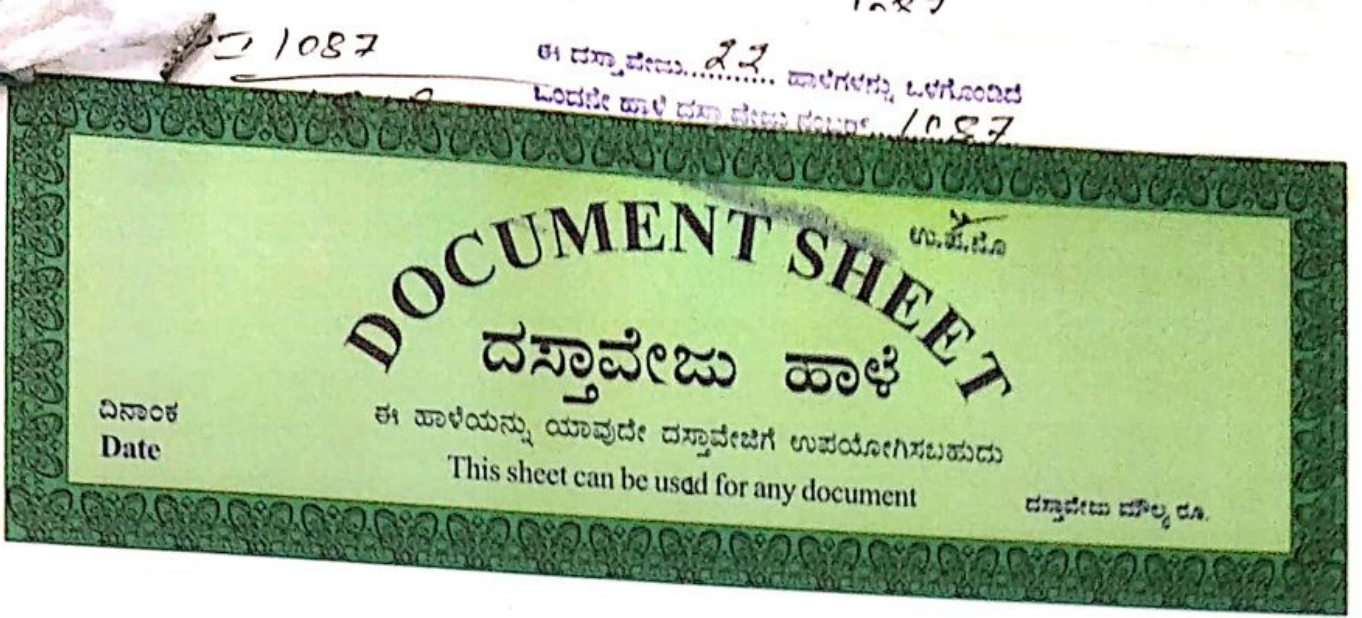 1087
ಈ ದಸ್ತಾವೇಜು.. 22 ..... ಹಾಳೆಗಳನ್ನು ಒಳಗೊಂಡಿದೆ
ಒಂದನೇ ಹಾಳೆ ದಸ್ತಾವೇಜು ನಂಬರ್.. 1087
DOCUMENT SHEET
ದಸ್ತಾವೇಜು ಹಾಳೆ
ದಿನಾಂಕ
Date
ಈ ಹಾಳೆಯನ್ನು ಯಾವುದೇ ದಸ್ತಾವೇಜಿಗೆ ಉಪಯೋಗಿಸಬಹುದು
This sheet can be used for any document
ದಸ್ತಾವೇಜು ಮೌಲ್ಯ ರೂ.